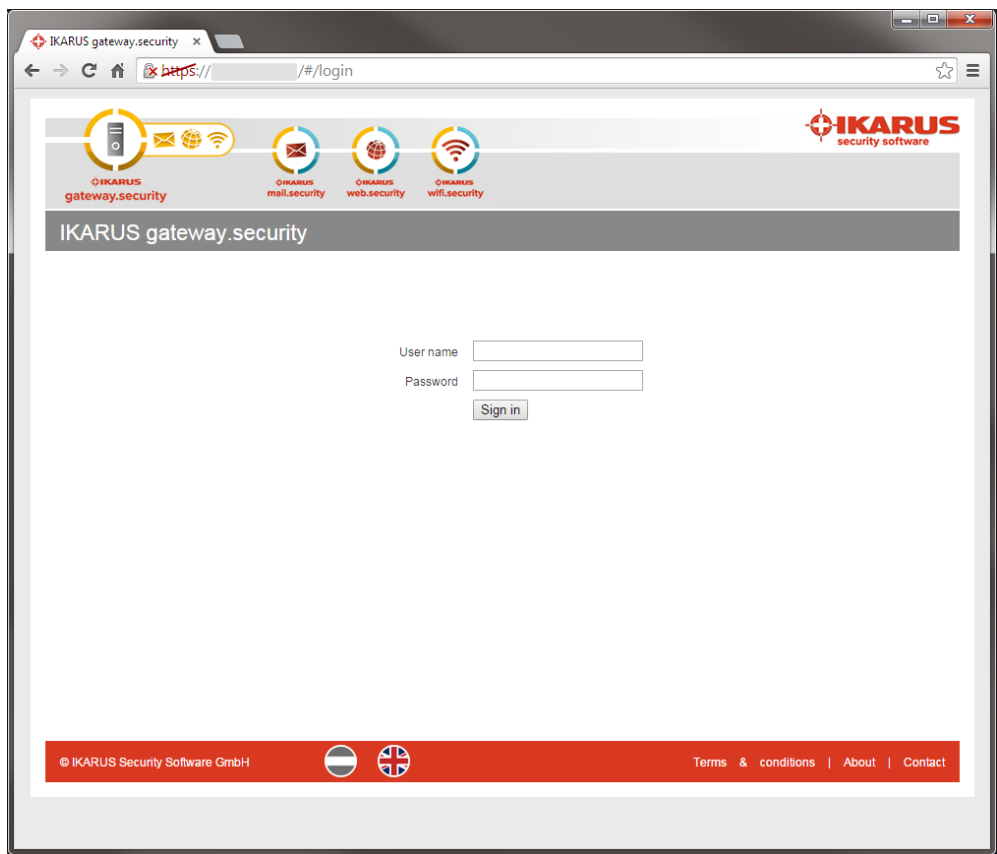 IKARUS gateway.security
https:// /#/login
IKARUS security software
IKARUS gateway.security
IKARUS mail.security
IKARUS web.security
IKARUS wifi.security
IKARUS gateway.security
User name
Password
Sign in
© IKARUS Security Software GmbH
Terms & conditions | About | Contact